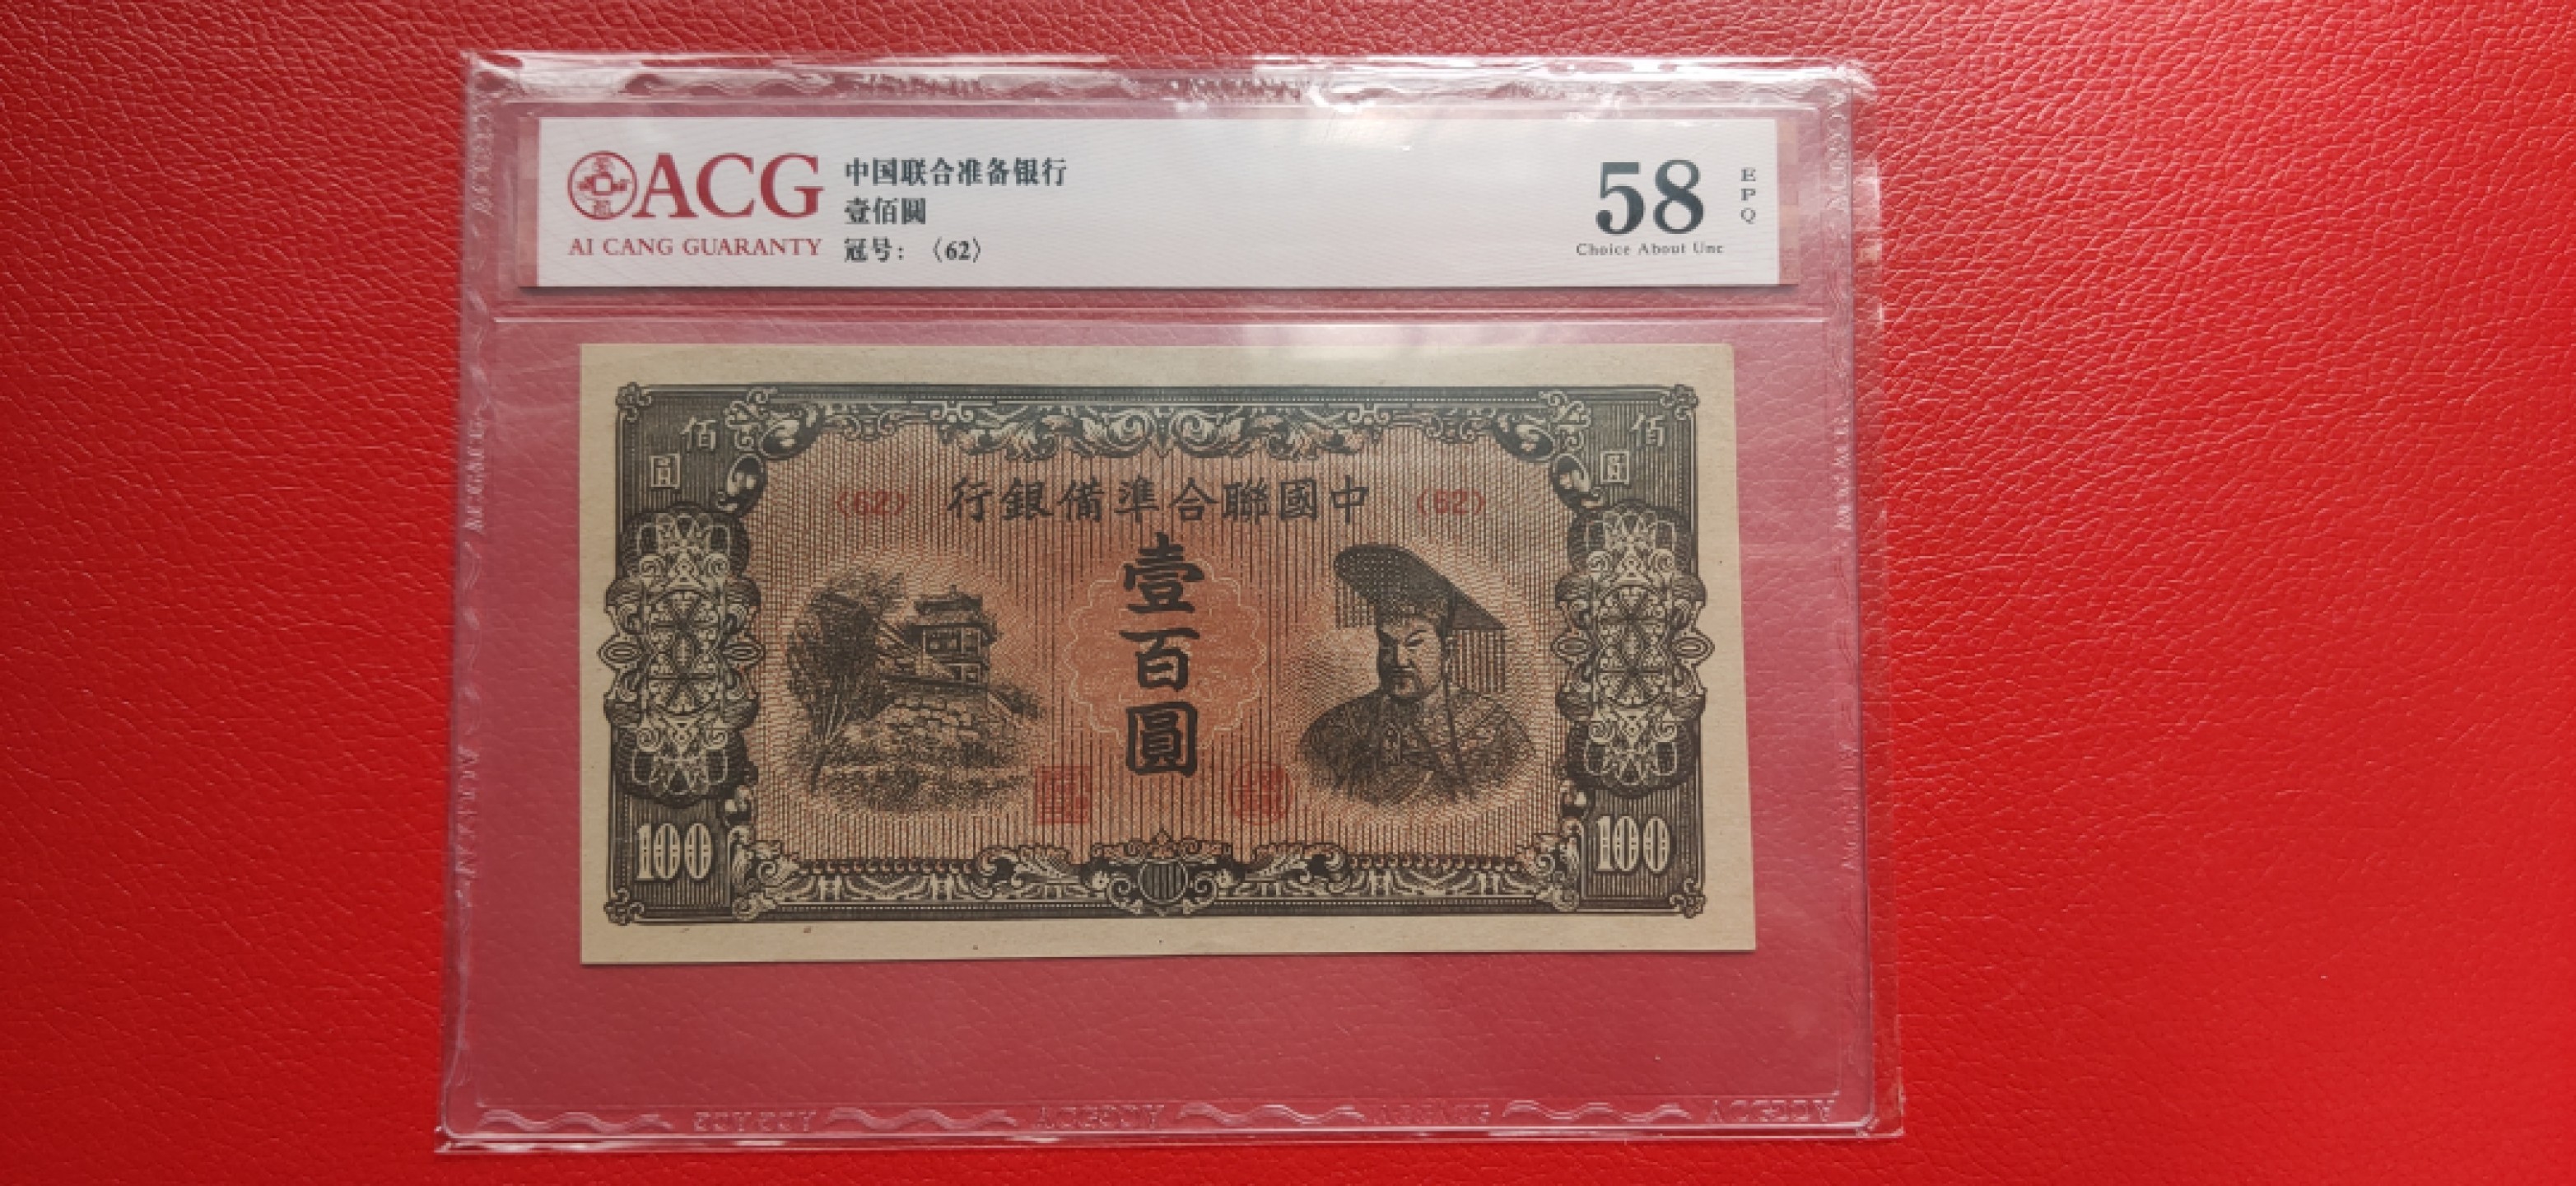 ACG
AI CANG GUARANTY
中国联合准备银行
壹佰圆
冠号：〈62〉
58
EPQ
Choice About Unc
佰圓
佰圓
〈62〉
行銀備準合聯國中
〈62〉
壹百圓
100
100